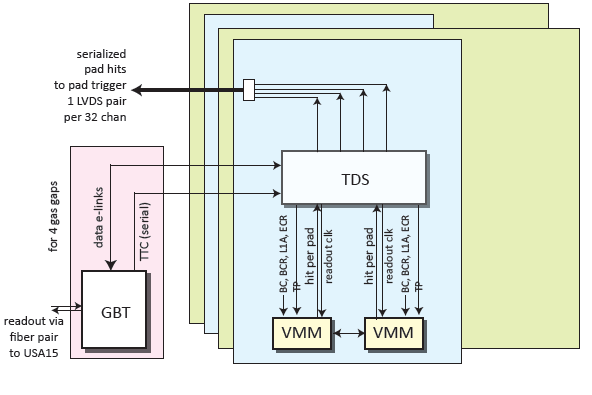 serialized
pad hits
to pad trigger
1 LVDS pair
per 32 chan
TDS
for 4 gas gaps
data e-links
TTC (serial)
BC, BCR, L1A, ECR
TP
hit per pad
readout clk
hit per pad
readout clk
BC, BCR, L1A, ECR
TP
GBT
readout via
fiber pair
to USA15
VMM
VMM